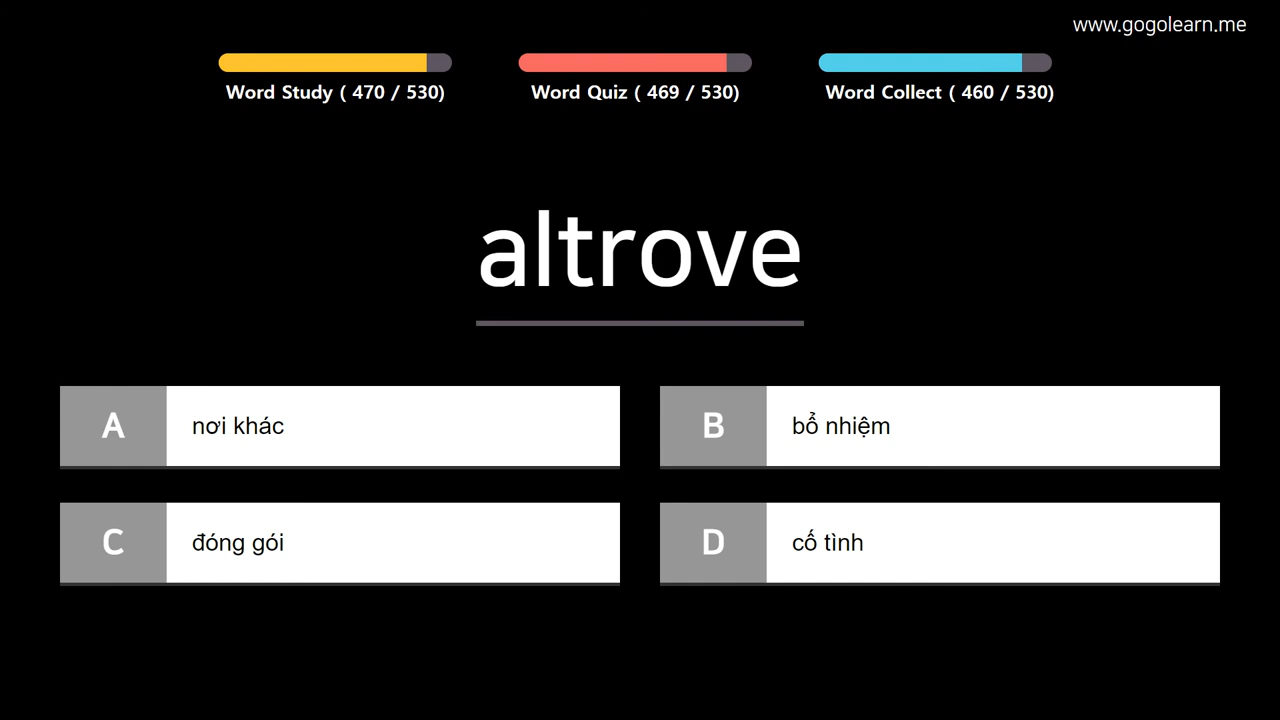 www.gogolearn.me
Word Study ( 470 / 530)
Word Quiz ( 469 / 530)
Word Collect ( 460 / 530)
altrove
A
nơi khác
B
bổ nhiệm
C
đóng gói
D
cố tình